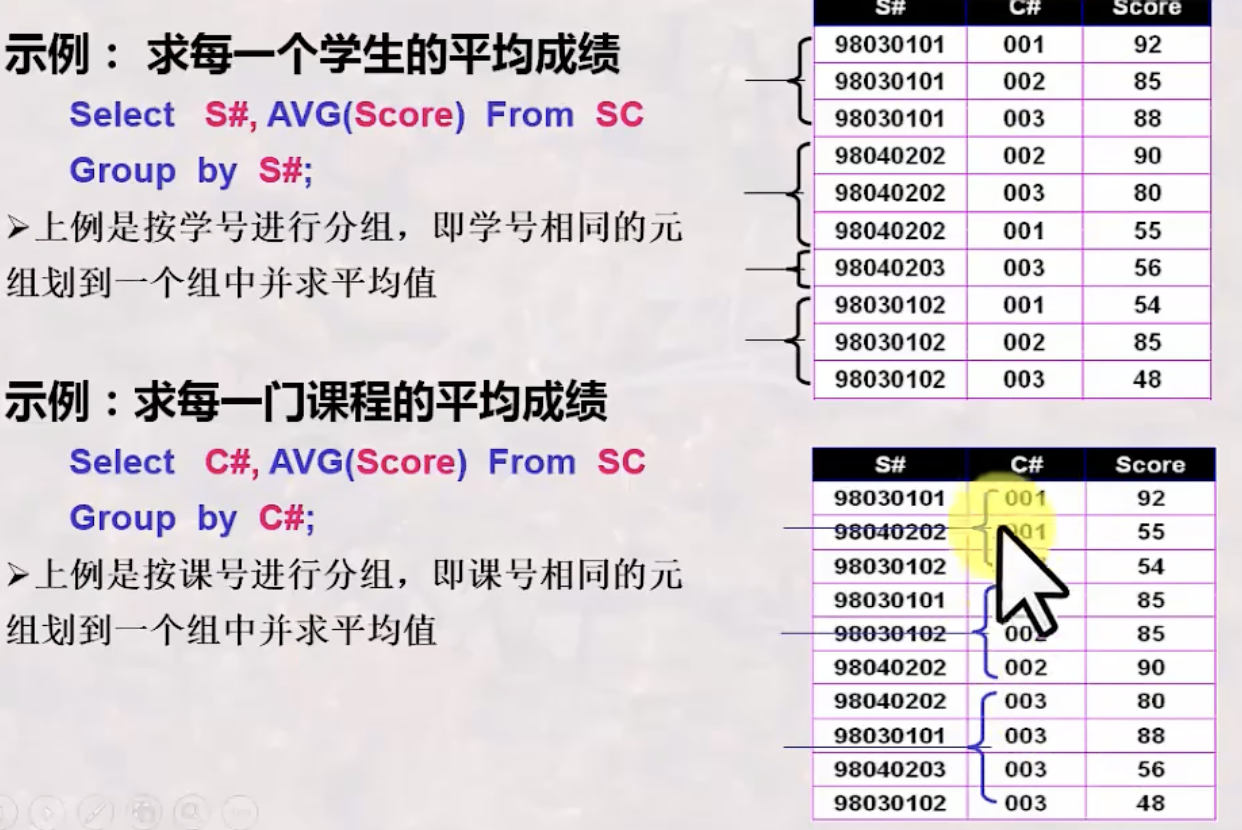 示例： 求每一个学生的平均成绩
Select S#, AVG(Score) From SC
Group by S#;
➢上例是按学号进行分组，即学号相同的元
组划到一个组中并求平均值
示例：求每一门课程的平均成绩
Select C#, AVG(Score) From SC
Group by C#;
➢上例是按课号进行分组，即课号相同的元
组划到一个组中并求平均值
S# C# Score
98030101 001 92
98030101 002 85
98030101 003 88
98040202 002 90
98040202 003 80
98040202 001 55
98040203 003 56
98030102 001 54
98030102 002 85
98030102 003 48
S# C# Score
98030101 001 92
98040202 001 55
98030102 54
98030101 85
98030102 002 85
98040202 002 90
98040202 003 80
98030101 003 88
98040203 003 56
98030102 003 48